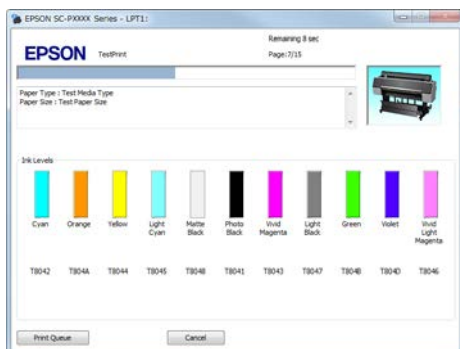 EPSON SC-PXXXX Series - LPT1:
Remaining 8 sec
EPSON TestPrint Page:7/15
Paper Type : Test Media Type
Paper Size : Test Paper Size
Ink Levels
Cyan Orange Yellow Light Cyan Matte Black Photo Black Vivid Magenta Light Black Green Violet Vivid Light Magenta
T8042 T804A T8044 T8045 T8048 T8041 T8043 T8047 T804B T804D T8046
Print Queue Cancel